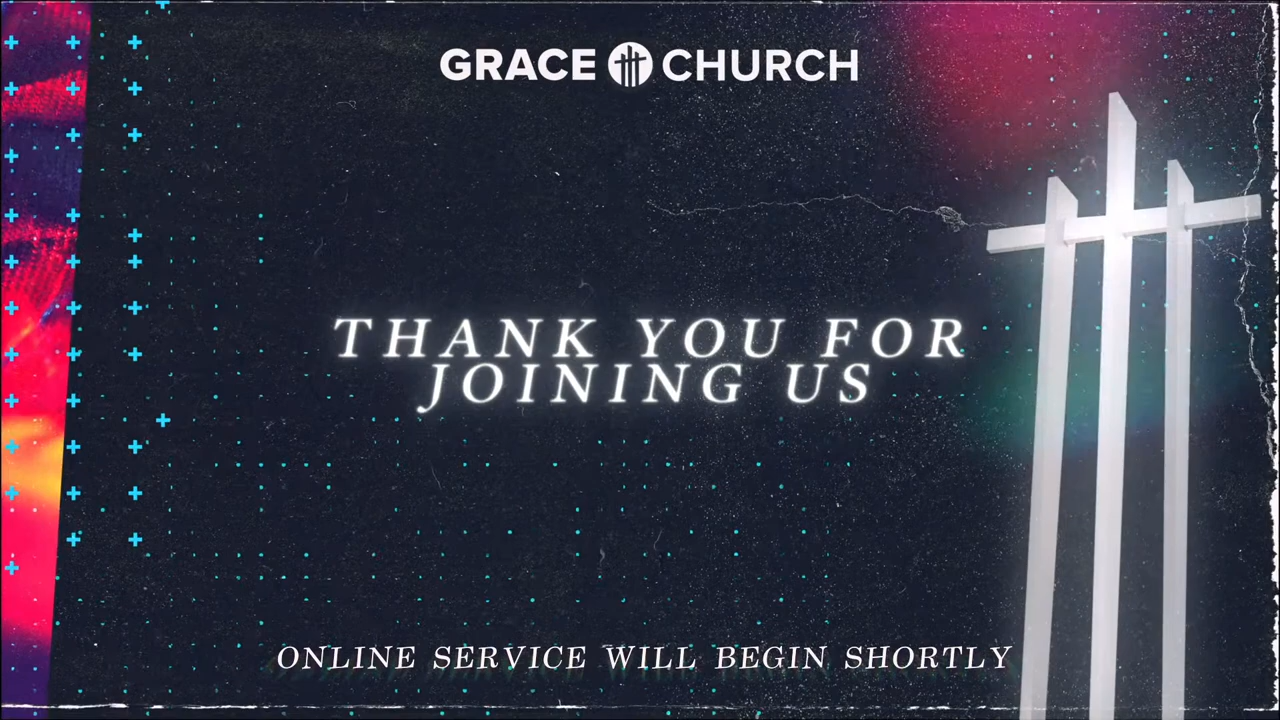 GRACE CHURCH
THANK YOU FOR
JOINING US
ONLINE SERVICE WILL BEGIN SHORTLY